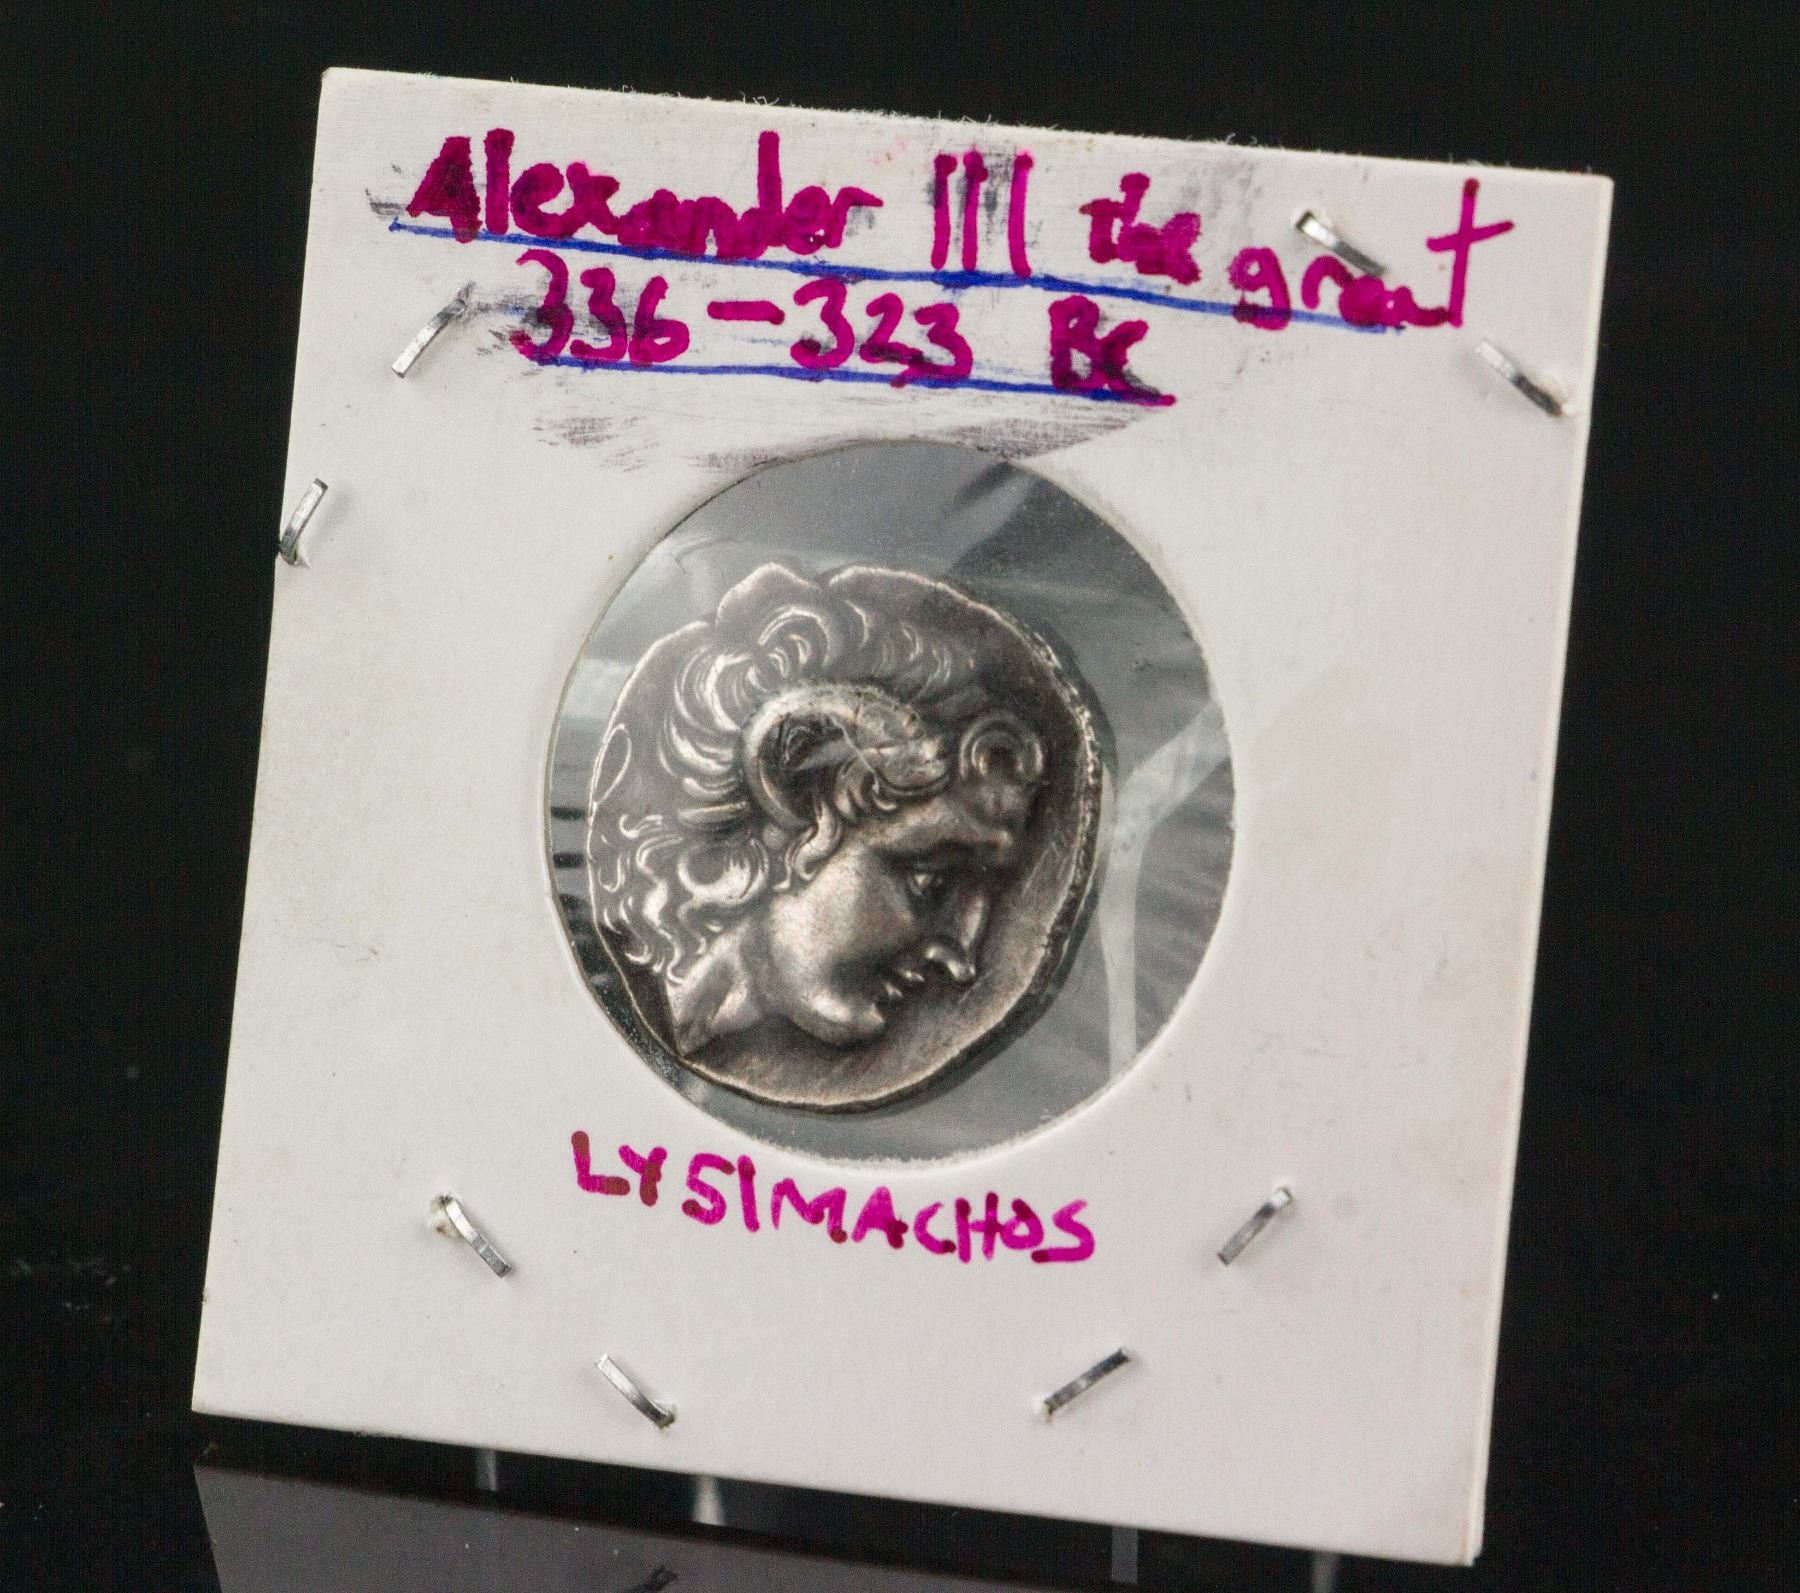 Alexander III the great
336-323 BC
LYSIMACHOS